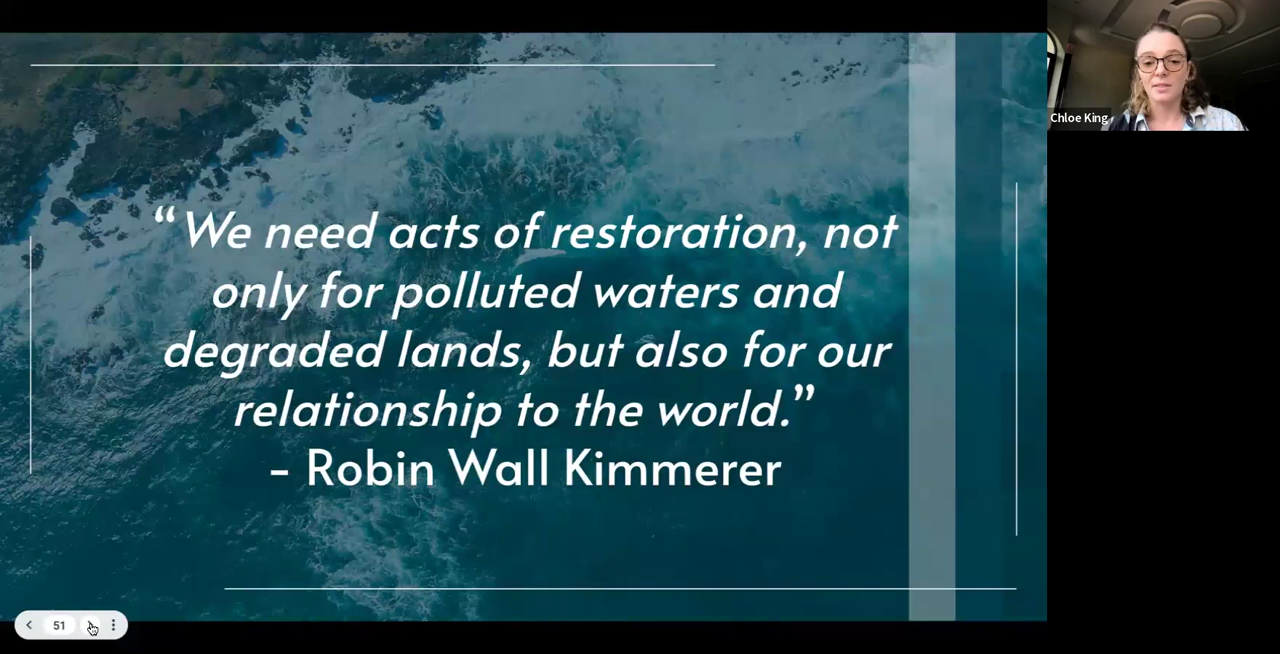 “We need acts of restoration, not
only for polluted waters and
degraded lands, but also for our
relationship to the world.”
– Robin Wall Kimmerer
Chloe King
51